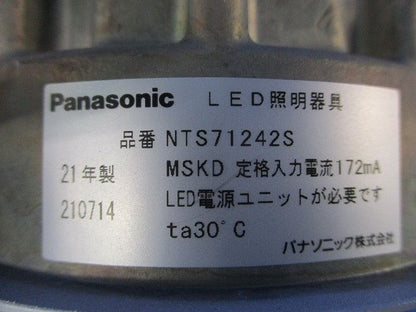 Panasonic LED照明器具
品番 NTS71242S
21年製 MSKD 定格入力電流172mA
210714 LED電源ユニットが必要です
ta30°C
パナソニック株式会社